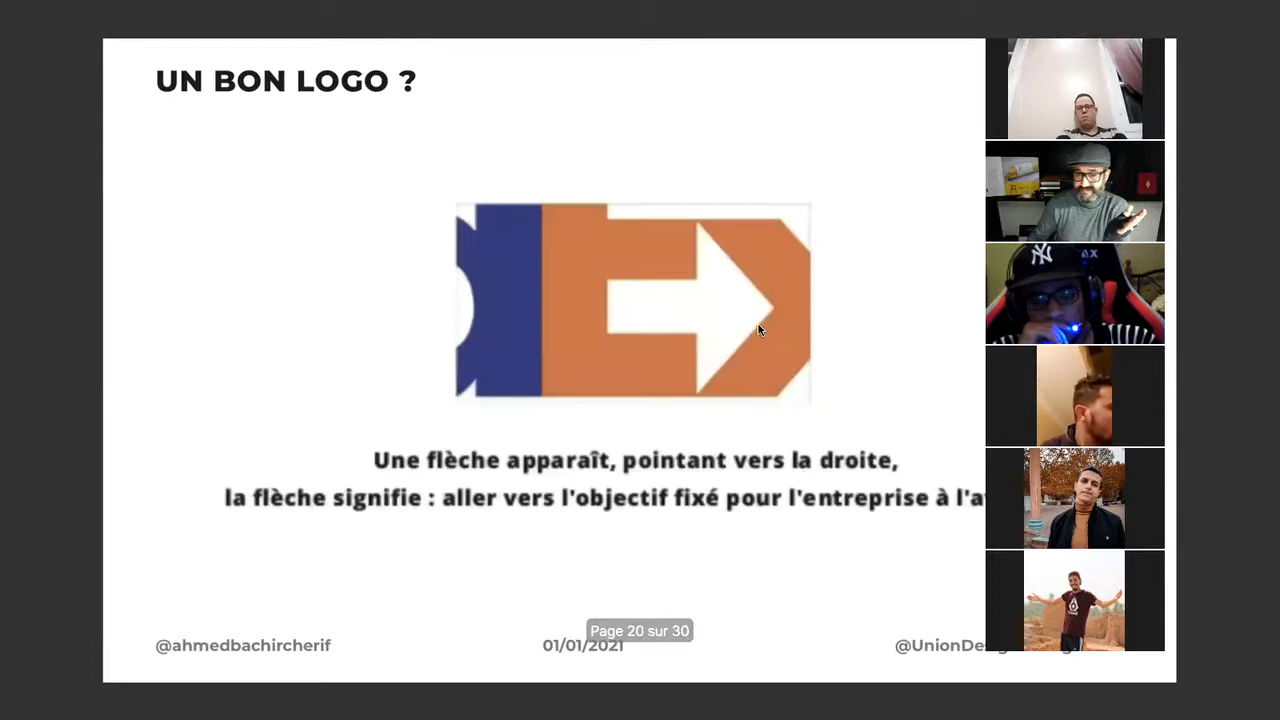 UN BON LOGO ?
Une flèche apparaît, pointant vers la droite,
la flèche signifie : aller vers l'objectif fixé pour l'entreprise à l'a
Page 20 sur 30
@ahmedbachircherif
01/01/2021
@UnionDes